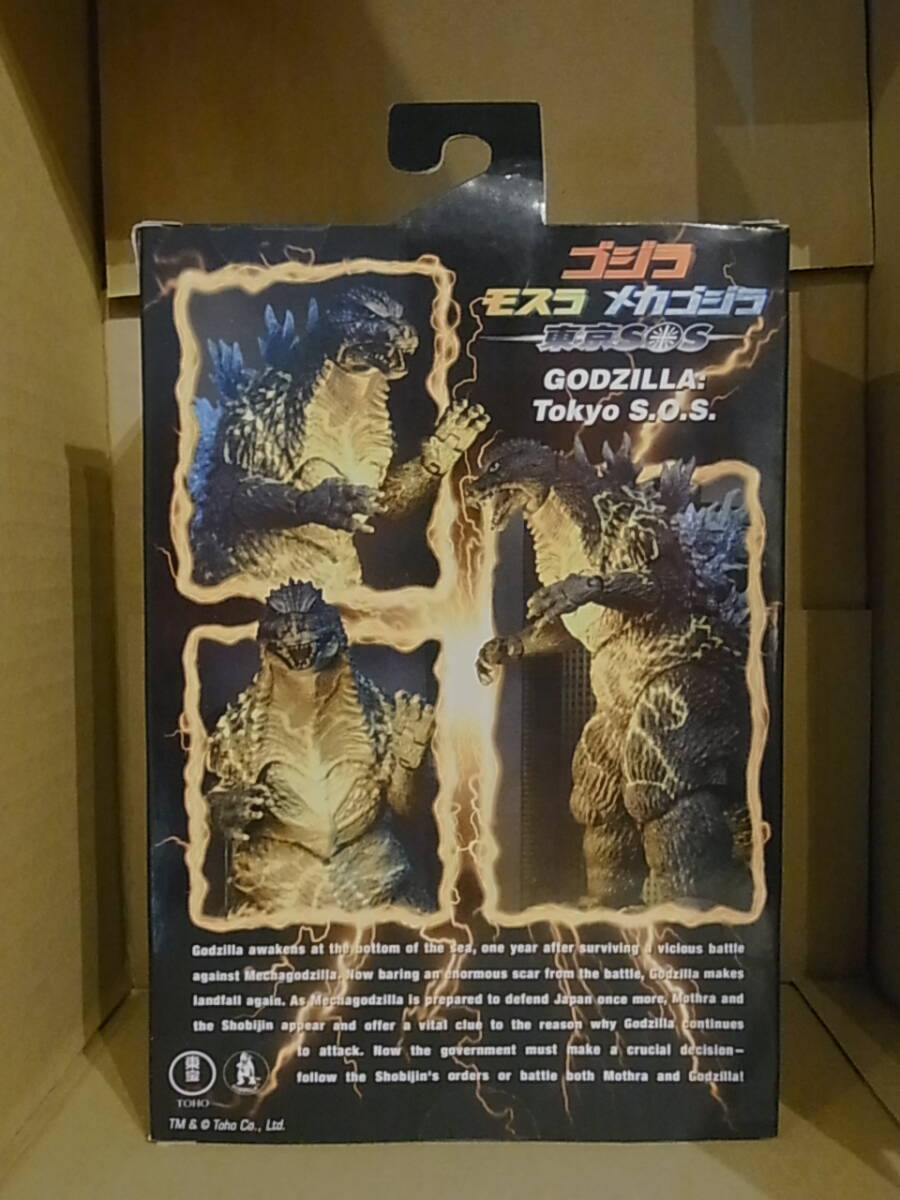 ゴジラ
モスラ メカゴジラ
東京SOS
GODZILLA:
Tokyo S.O.S.
Godzilla awakens at the bottom of the sea, one year after surviving a vicious battle
against Mechagodzilla. Now baring an enormous scar from the battle, Godzilla makes
landfall again. As Mechagodzilla is prepared to defend Japan once more, Mothra and
the Shobijin appear and offer a vital clue to the reason why Godzilla continues
to attack. Now the government must make a crucial decision–
follow the Shobijin's orders or battle both Mothra and Godzilla!
東宝
TOHO
TM & © Toho Co., Ltd.